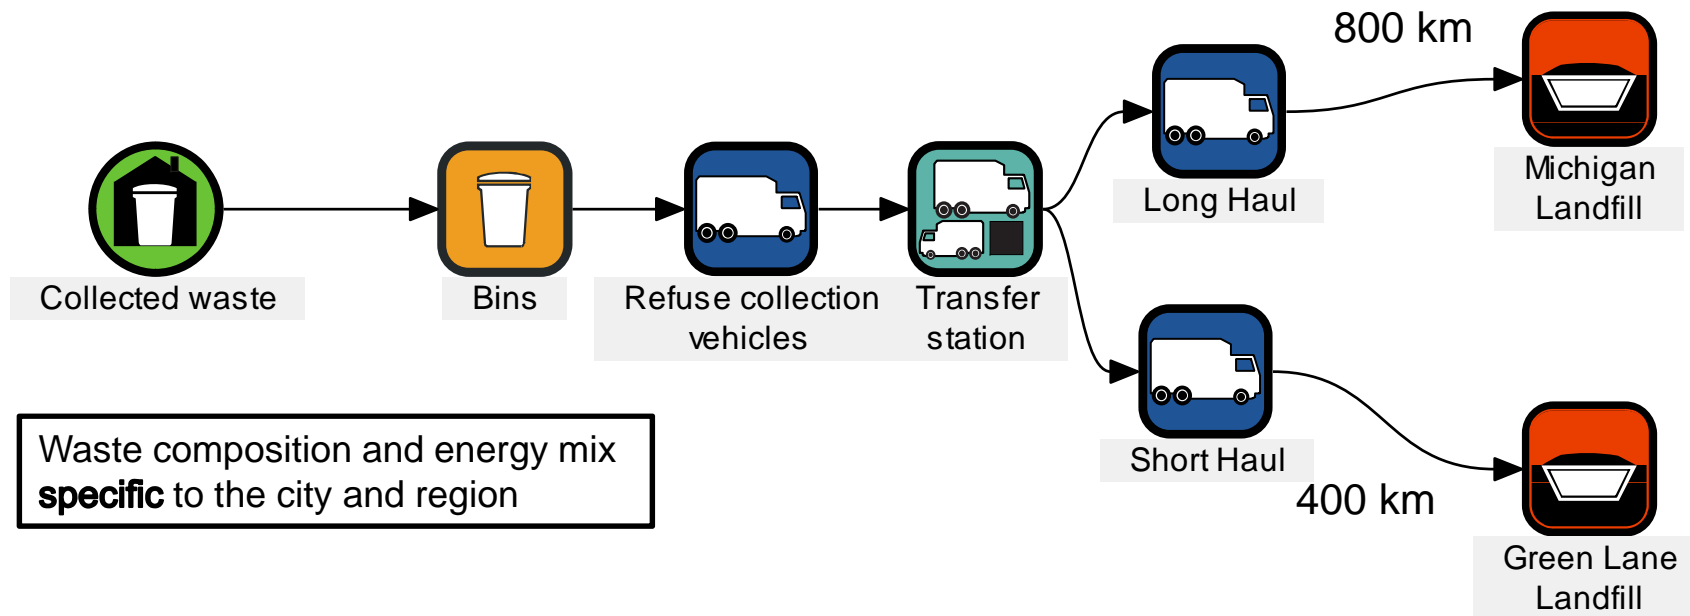 800 km
Long Haul
Michigan
Landfill
Collected waste
Bins
Refuse collection
vehicles
Transfer
station
Short Haul
400 km
Green Lane
Landfill
Waste composition and energy mix
specific to the city and region